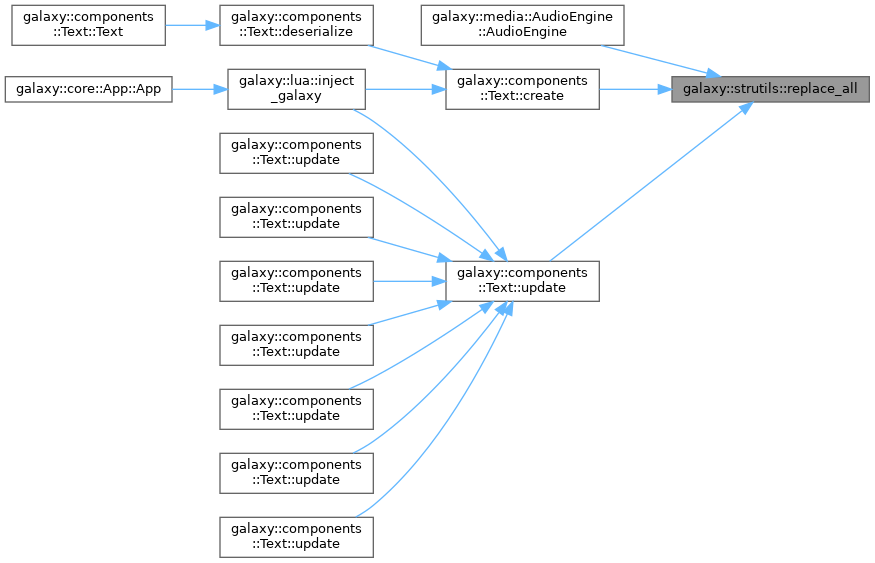 galaxy::components
::Text::Text
galaxy::components
::Text::deserialize
galaxy::media::AudioEngine
::AudioEngine
galaxy::core::App::App
galaxy::lua::inject
_galaxy
galaxy::components
::Text::create
galaxy::strutils::replace_all
galaxy::components
::Text::update
galaxy::components
::Text::update
galaxy::components
::Text::update
galaxy::components
::Text::update
galaxy::components
::Text::update
galaxy::components
::Text::update
galaxy::components
::Text::update
galaxy::components
::Text::update